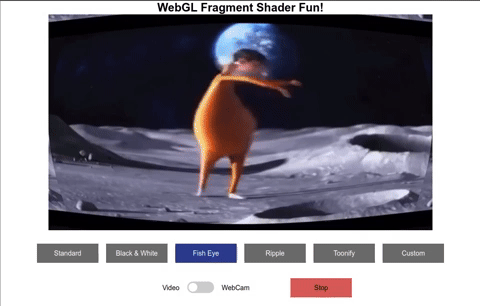 WebGL Fragment Shader Fun!
Standard
Black & White
Fish Eye
Ripple
Toonify
Custom
Video
WebCam
Stop